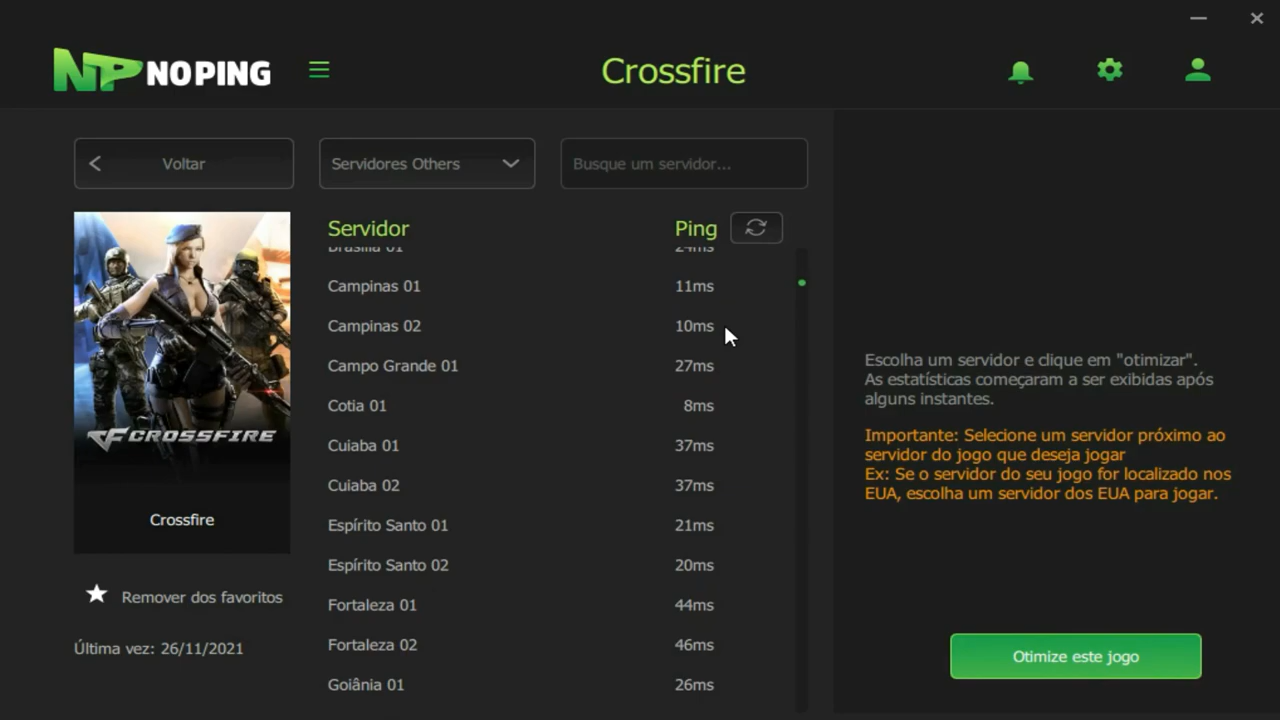 NP NOPING
Crossfire
Voltar
Servidores Others
Busque um servidor...
Servidor Ping
Brasília 01 24ms
Campinas 01 11ms
Campinas 02 10ms
Campo Grande 01 27ms
Cotia 01 8ms
Cuiaba 01 37ms
Cuiaba 02 37ms
Espírito Santo 01 21ms
Espírito Santo 02 20ms
Fortaleza 01 44ms
Fortaleza 02 46ms
Goiânia 01 26ms
CF CROSSFIRE
Crossfire
Remover dos favoritos
Última vez: 26/11/2021
Escolha um servidor e clique em "otimizar".
As estatísticas começaram a ser exibidas após
alguns instantes.
Importante: Selecione um servidor próximo ao
servidor do jogo que deseja jogar
Ex: Se o servidor do seu jogo for localizado nos
EUA, escolha um servidor dos EUA para jogar.
Otimize este jogo